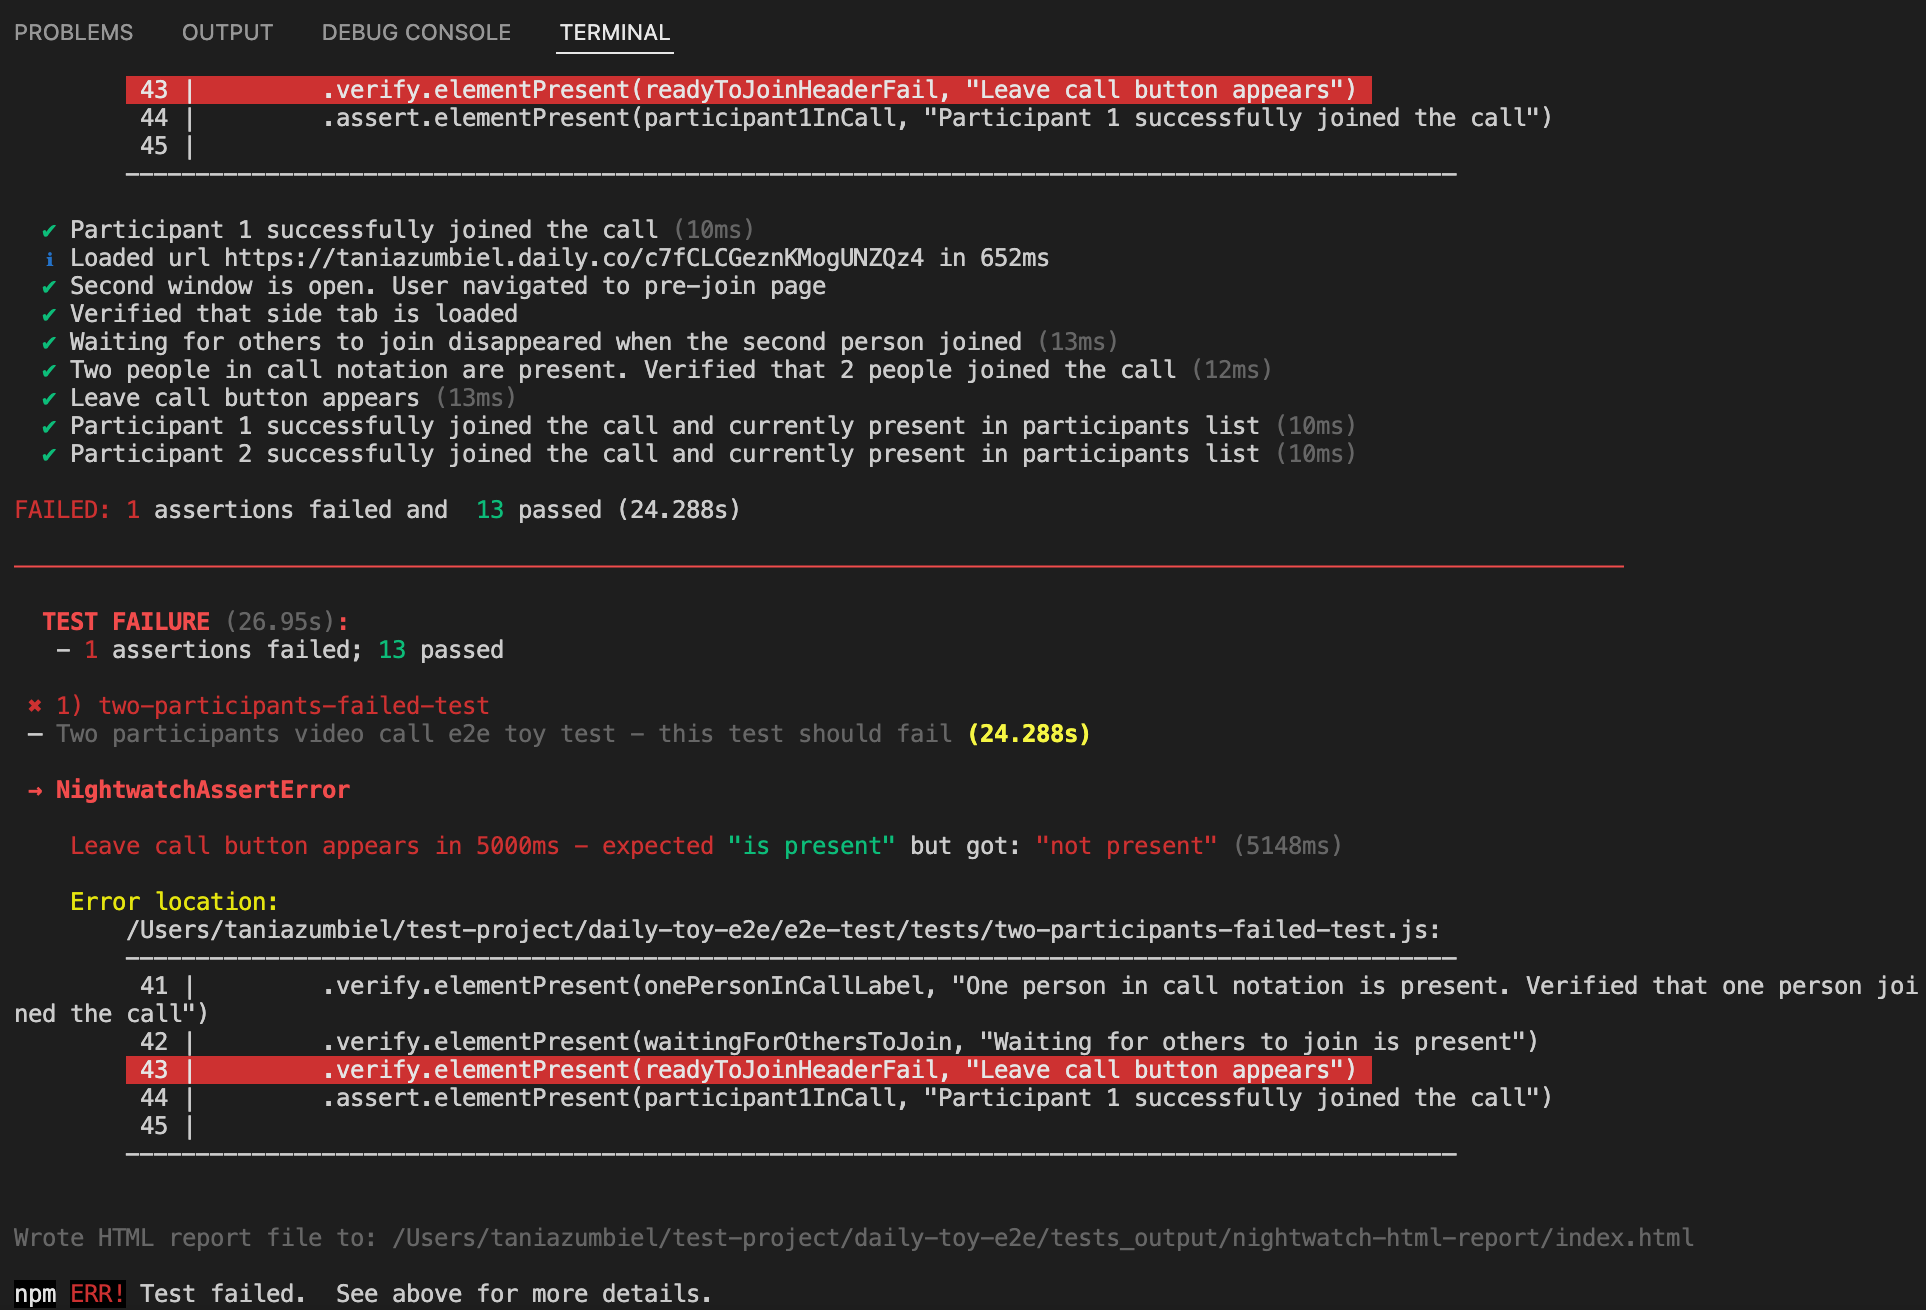 PROBLEMS OUTPUT DEBUG CONSOLE TERMINAL
43 | .verify.elementPresent(readyToJoinHeaderFail, "Leave call button appears")
44 | .assert.elementPresent(participant1InCall, "Participant 1 successfully joined the call")
45 |
✔ Participant 1 successfully joined the call (10ms)
ℹ Loaded url https://taniazumbiel.daily.co/c7fCLCGeznKMogUNZQz4 in 652ms
✔ Second window is open. User navigated to pre-join page
✔ Verified that side tab is loaded
✔ Waiting for others to join disappeared when the second person joined (13ms)
✔ Two people in call notation are present. Verified that 2 people joined the call (12ms)
✔ Leave call button appears (13ms)
✔ Participant 1 successfully joined the call and currently present in participants list (10ms)
✔ Participant 2 successfully joined the call and currently present in participants list (10ms)
FAILED: 1 assertions failed and  13 passed (24.288s)
TEST FAILURE (26.95s):
– 1 assertions failed; 13 passed
✖ 1) two-participants-failed-test
– Two participants video call e2e toy test – this test should fail (24.288s)
→ NightwatchAssertError
Leave call button appears in 5000ms – expected "is present" but got: "not present" (5148ms)
Error location:
/Users/taniazumbiel/test-project/daily-toy-e2e/e2e-test/tests/two-participants-failed-test.js:
41 | .verify.elementPresent(onePersonInCallLabel, "One person in call notation is present. Verified that one person joi
ned the call")
42 | .verify.elementPresent(waitingForOthersToJoin, "Waiting for others to join is present")
43 | .verify.elementPresent(readyToJoinHeaderFail, "Leave call button appears")
44 | .assert.elementPresent(participant1InCall, "Participant 1 successfully joined the call")
45 |
Wrote HTML report file to: /Users/taniazumbiel/test-project/daily-toy-e2e/tests_output/nightwatch-html-report/index.html
npm ERR! Test failed.  See above for more details.